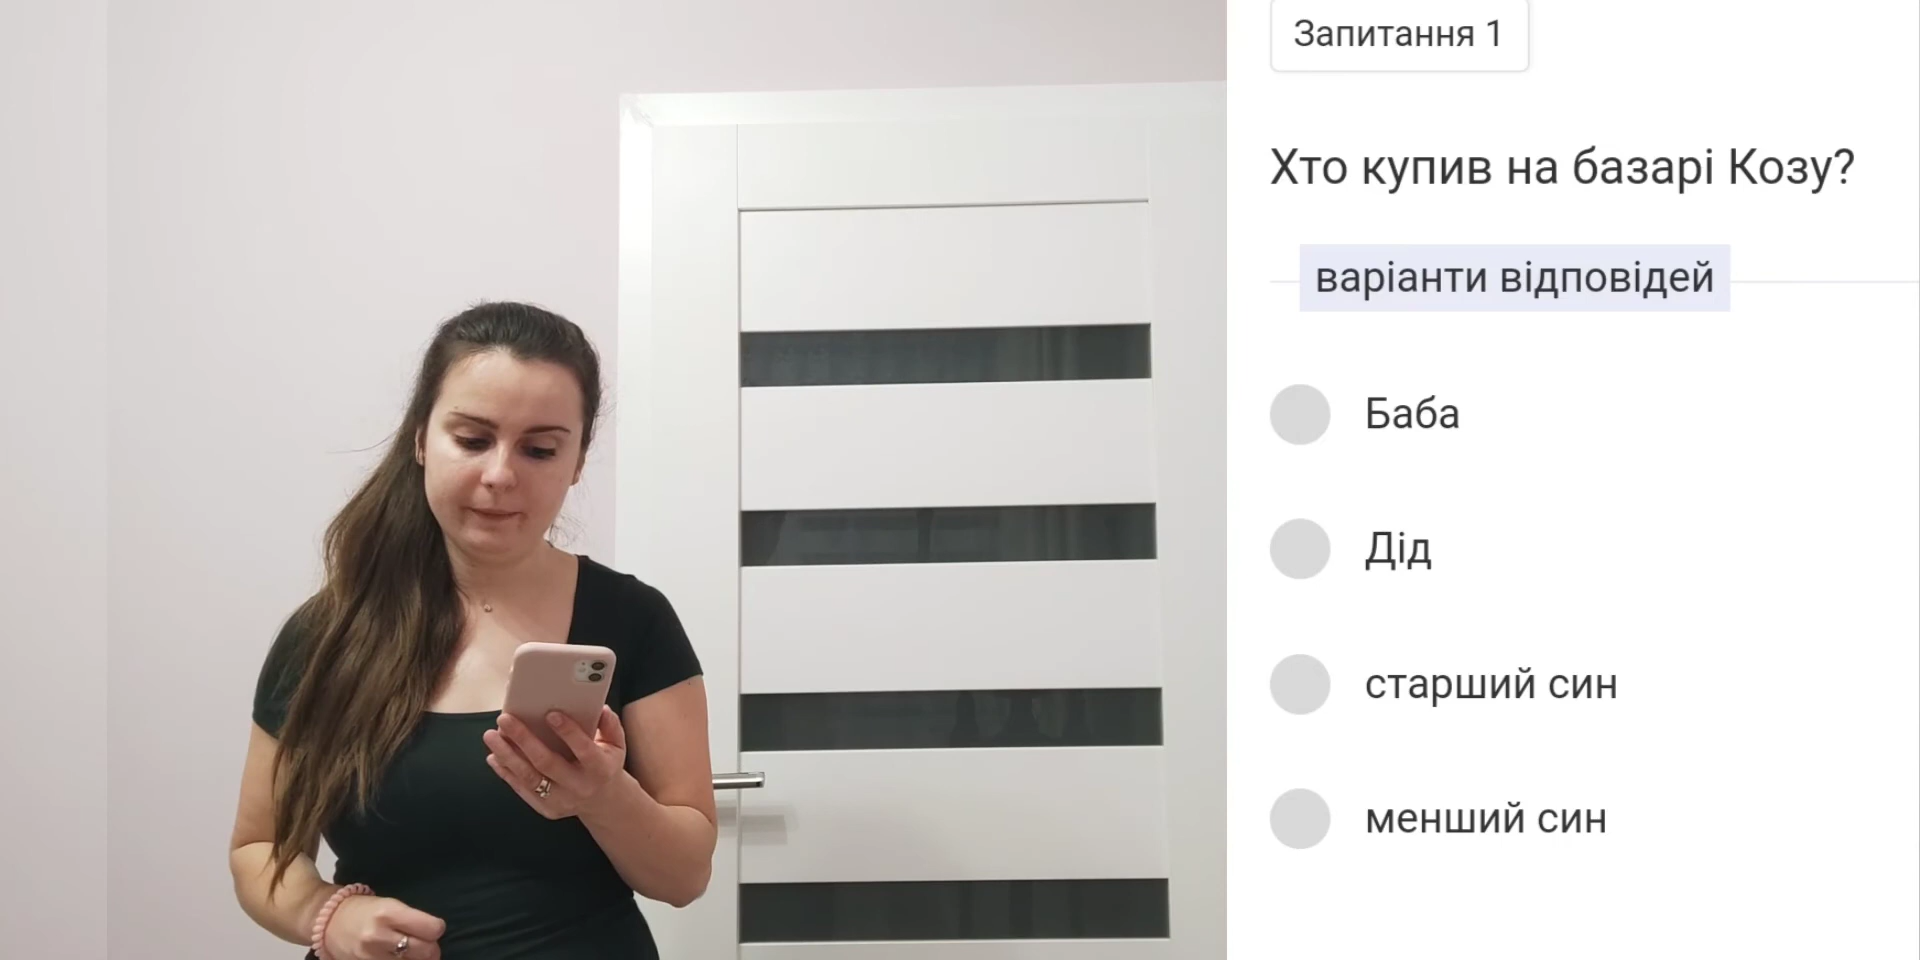 Запитання 1
Хто купив на базарі Козу?
варіанти відповідей
Баба
Дід
старший син
менший син